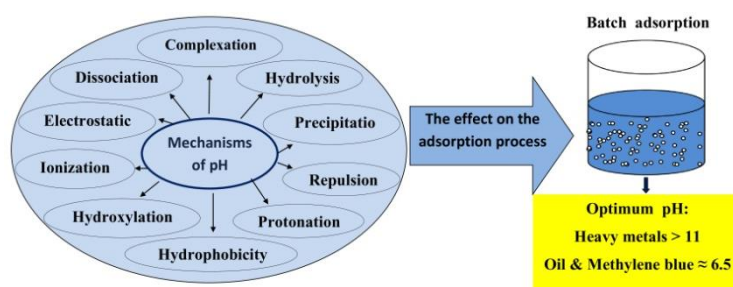 Complexation
Dissociation
Hydrolysis
Electrostatic
Precipitatio
Mechanisms
of pH
Ionization
Repulsion
Hydroxylation
Protonation
Hydrophobicity
The effect on the
adsorption process
Batch adsorption
Optimum pH:
Heavy metals > 11
Oil & Methylene blue ≈ 6.5